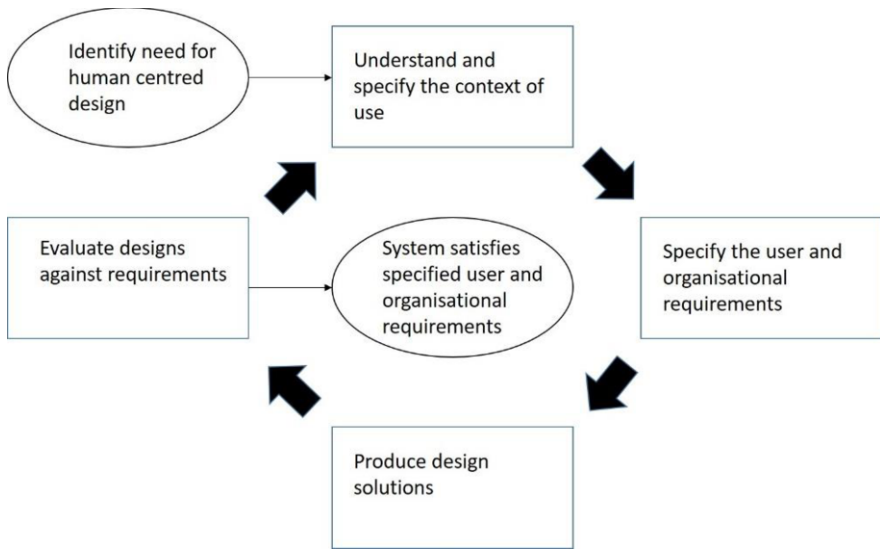 Identify need for
human centred
design
Understand and
specify the context of
use
Evaluate designs
against requirements
System satisfies
specified user and
organisational
requirements
Specify the user and
organisational
requirements
Produce design
solutions